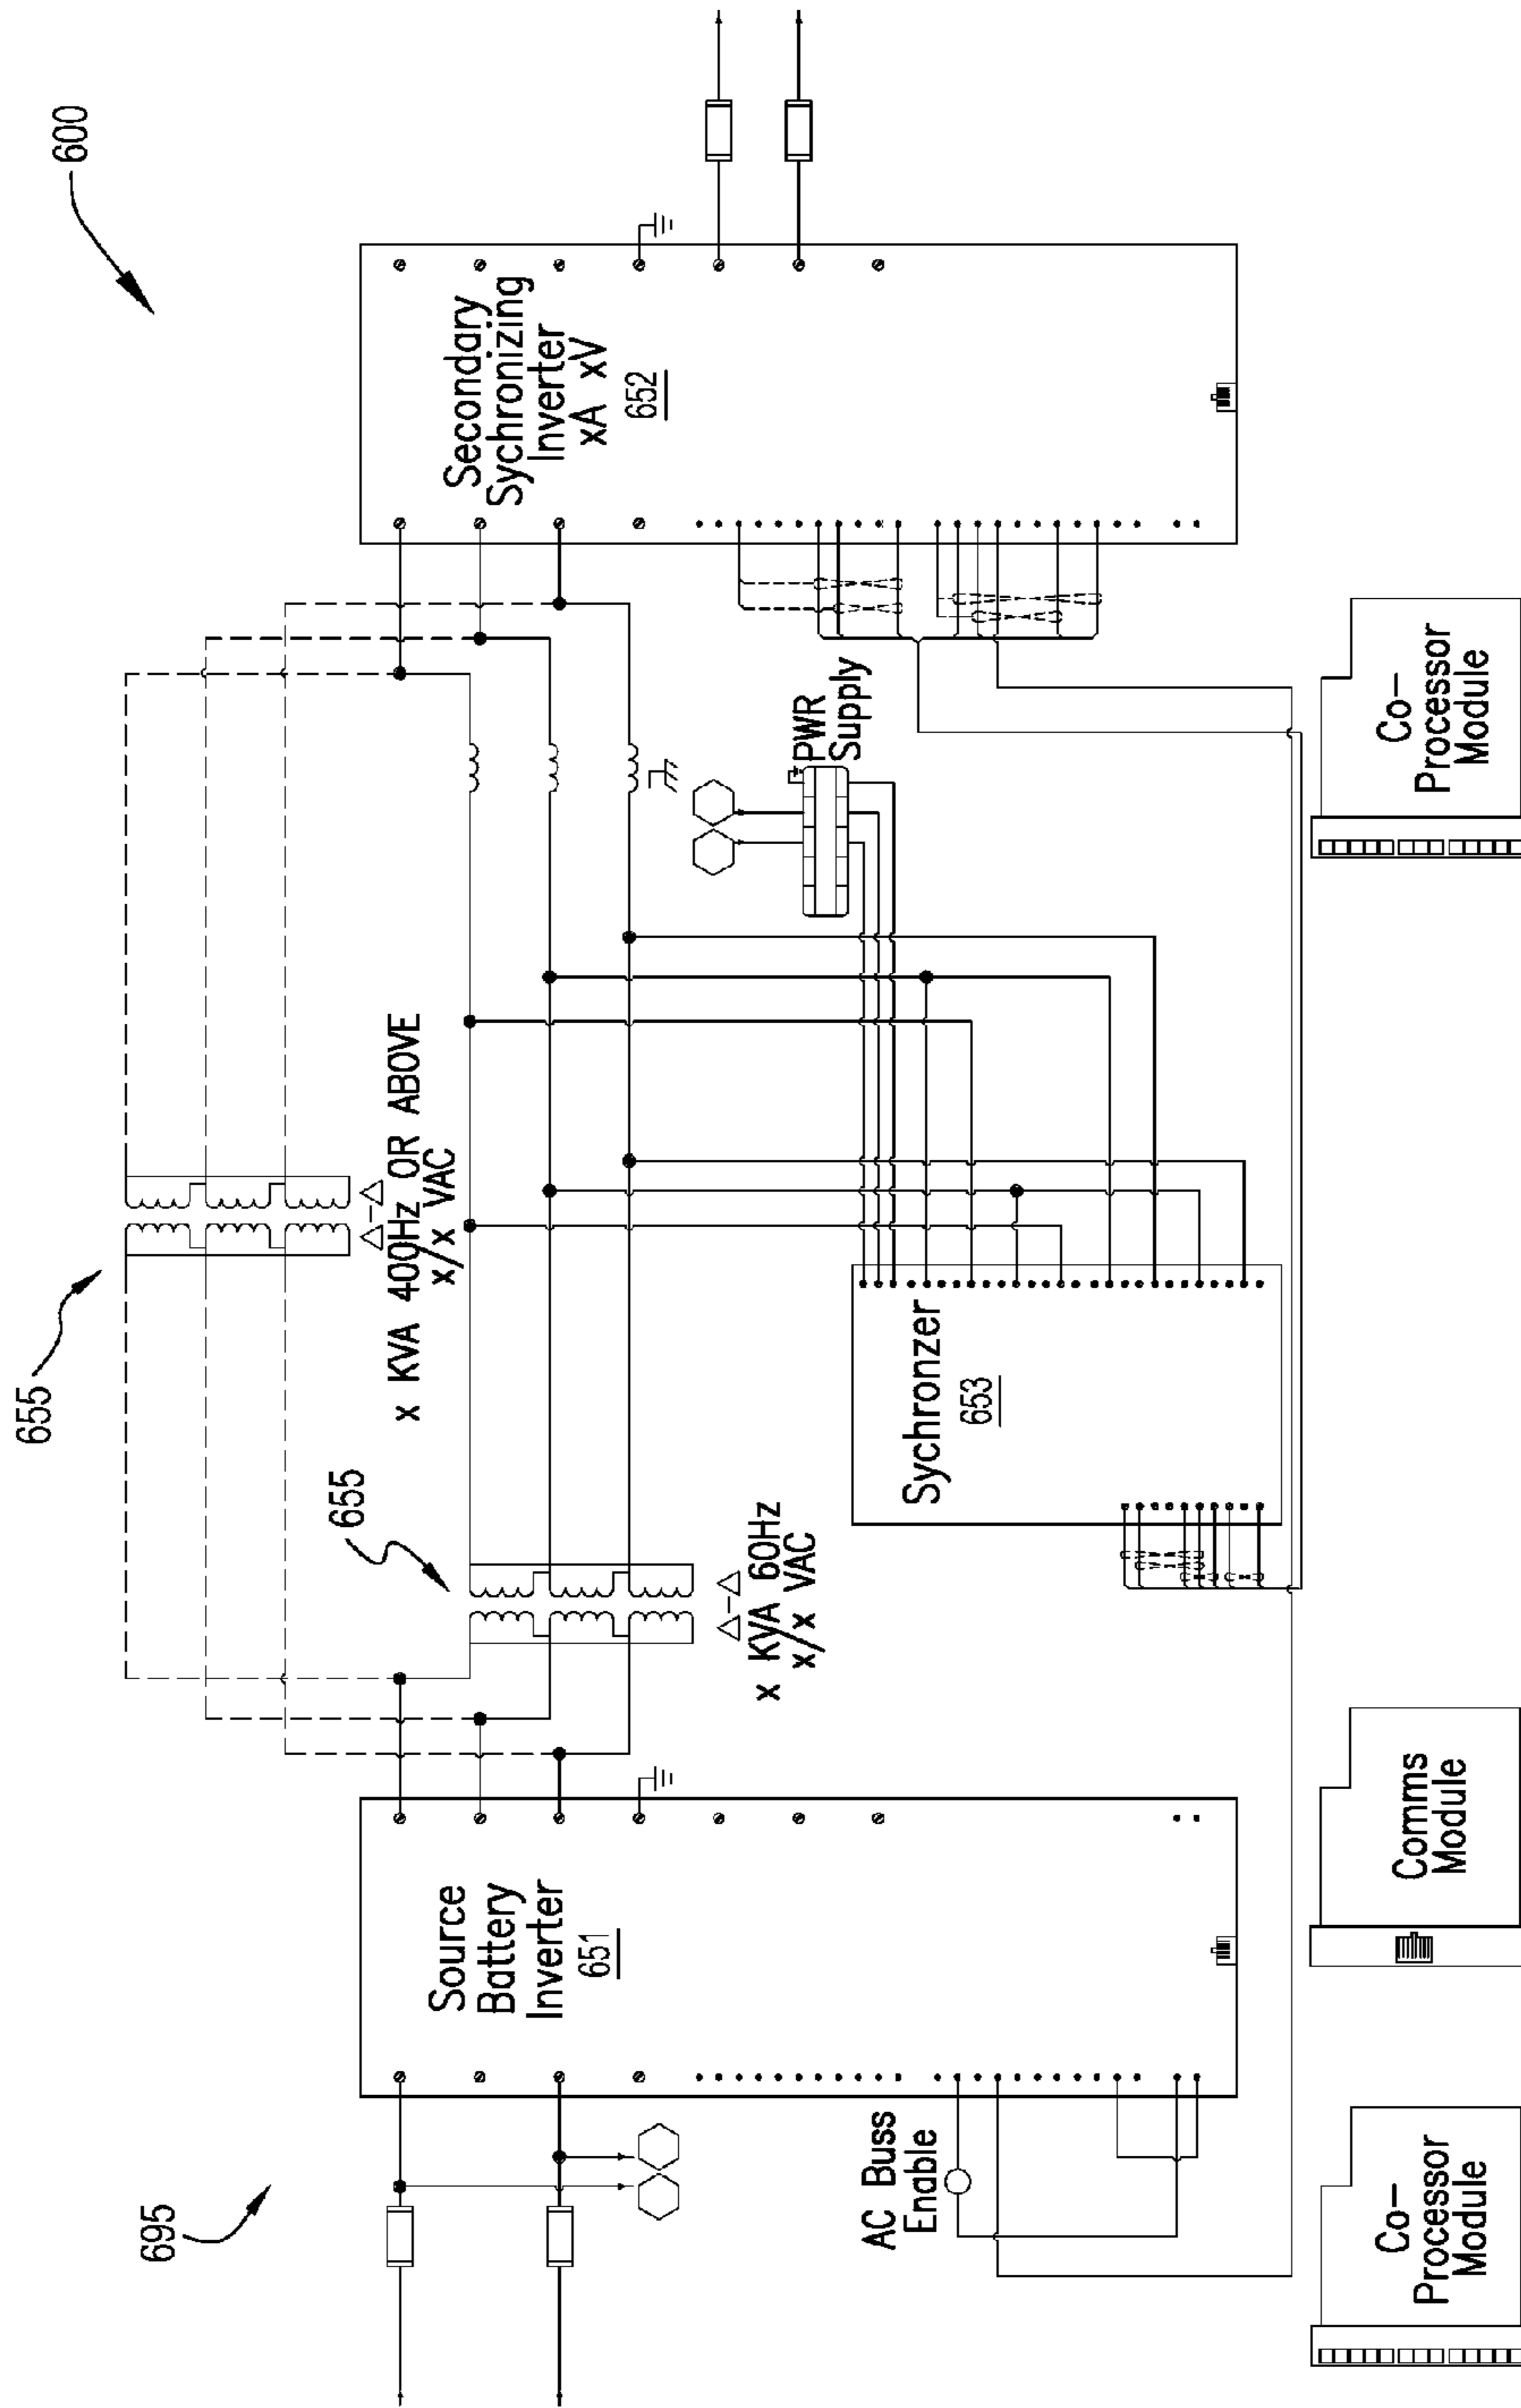 600
655
x KVA 400Hz OR ABOVE
x/x VAC
655
x KVA 60Hz
x/x VAC
695
Source
Battery
Inverter
651
Secondary
Sychronizing
Inverter
xA xV
652
PWR
Supply
Sychronzer
653
AC Buss
Enable
Co-
Processor
Module
Comms
Module
Co-
Processor
Module